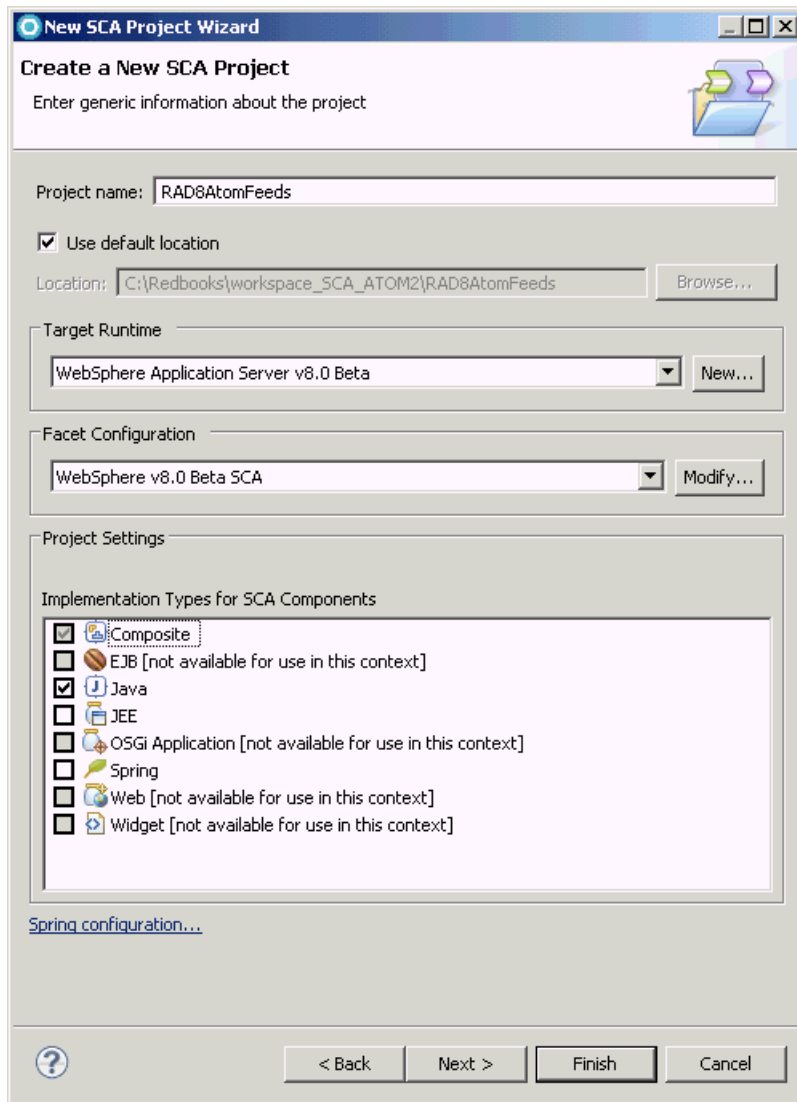 New SCA Project Wizard
Create a New SCA Project
Enter generic information about the project
Project name: RAD8AtomFeeds
Use default location
Location: C:\Redbooks\workspace_SCA_ATOM2\RAD8AtomFeeds Browse...
Target Runtime
WebSphere Application Server v8.0 Beta New...
Facet Configuration
WebSphere v8.0 Beta SCA Modify...
Project Settings
Implementation Types for SCA Components
Composite
EJB [not available for use in this context]
Java
JEE
OSGi Application [not available for use in this context]
Spring
Web [not available for use in this context]
Widget [not available for use in this context]
Spring configuration...
? < Back Next > Finish Cancel